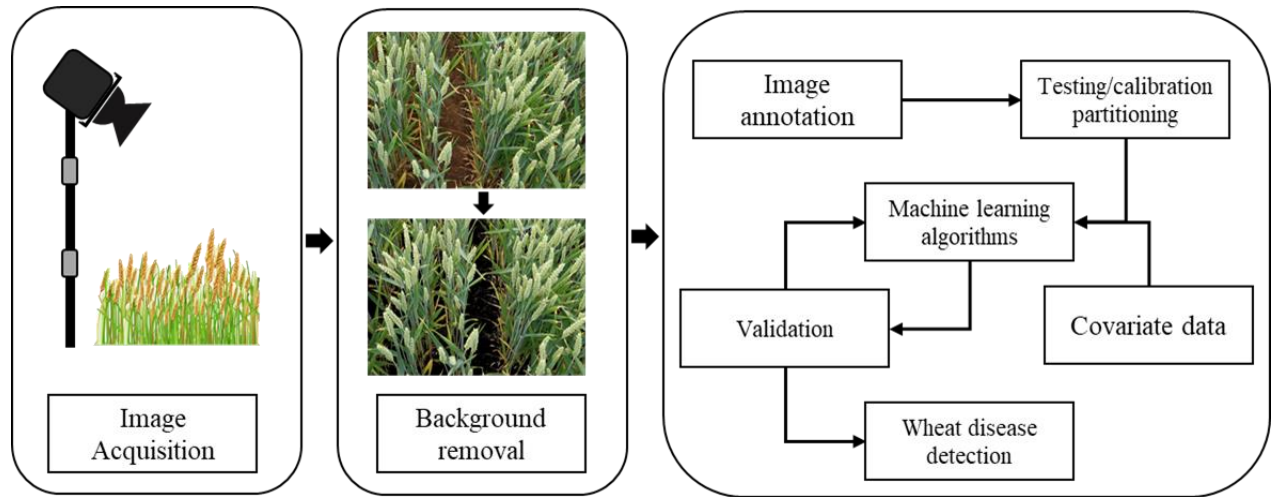 Image
Acquisition
Background
removal
Image
annotation
Testing/calibration
partitioning
Machine learning
algorithms
Validation
Covariate data
Wheat disease
detection